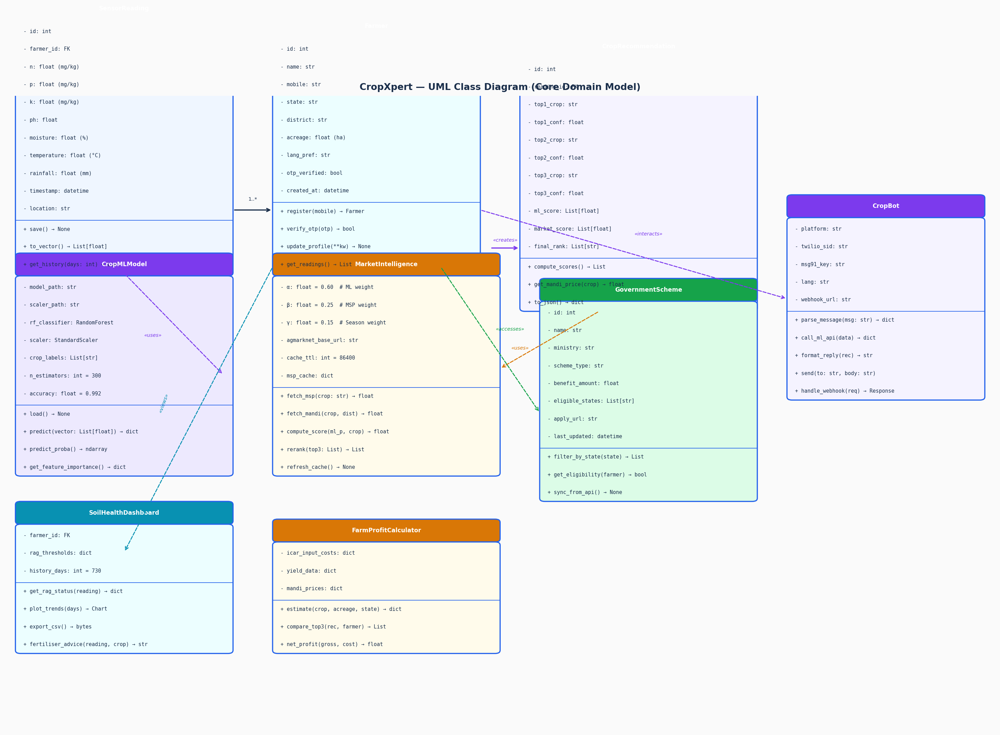 SensorReading
- id: int
- farmer_id: FK
- n: float (mg/kg)
- p: float (mg/kg)
- k: float (mg/kg)
- ph: float
- moisture: float (%)
- temperature: float (°C)
- rainfall: float (mm)
- timestamp: datetime
- location: str
+ save() → None
+ to_vector() → List[float]
+ get_history(days: int)
1..*
Farmer
- id: int
- name: str
- mobile: str
CropXpert — UML Class Diagram (Core Domain Model)
- state: str
- district: str
- acreage: float (ha)
- lang_pref: str
- otp_verified: bool
- created_at: datetime
+ register(mobile) → Farmer
+ verify_otp(otp) → bool
+ update_profile(**kw) → None
+ get_readings() → List
«creates»
CropRecommendation
- id: int
- reading_id: FK
- top1_crop: str
- top1_conf: float
- top2_crop: str
- top2_conf: float
- top3_crop: str
- top3_conf: float
- ml_score: List[float]
- market_score: List[float]
- final_rank: List[str]
+ compute_scores() → List
+ get_mandi_price(crop) → float
+ to_json() → dict
«interacts»
CropBot
- platform: str
- twilio_sid: str
- msg91_key: str
- lang: str
- webhook_url: str
+ parse_message(msg: str) → dict
+ call_ml_api(data) → dict
+ format_reply(rec) → str
+ send(to: str, body: str)
+ handle_webhook(req) → Response
CropMLModel
- model_path: str
- scaler_path: str
- rf_classifier: RandomForest
- scaler: StandardScaler
- crop_labels: List[str]
- n_estimators: int = 300
- accuracy: float = 0.992
+ load() → None
+ predict(vector: List[float]) → dict
+ predict_proba() → ndarray
+ get_feature_importance() → dict
«uses»
«views»
MarketIntelligence
- α: float = 0.60  # ML weight
- β: float = 0.25  # MSP weight
- γ: float = 0.15  # Season weight
- agmarknet_base_url: str
- cache_ttl: int = 86400
- msp_cache: dict
+ fetch_msp(crop: str) → float
+ fetch_mandi(crop, dist) → float
+ compute_score(ml_p, crop) → float
+ rerank(top3: List) → List
+ refresh_cache() → None
«accesses»
«uses»
GovernmentScheme
- id: int
- name: str
- ministry: str
- scheme_type: str
- benefit_amount: float
- eligible_states: List[str]
- apply_url: str
- last_updated: datetime
+ filter_by_state(state) → List
+ get_eligibility(farmer) → bool
+ sync_from_api() → None
SoilHealthDashboard
- farmer_id: FK
- rag_thresholds: dict
- history_days: int = 730
+ get_rag_status(reading) → dict
+ plot_trends(days) → Chart
+ export_csv() → bytes
+ fertiliser_advice(reading, crop) → str
FarmProfitCalculator
- icar_input_costs: dict
- yield_data: dict
- mandi_prices: dict
+ estimate(crop, acreage, state) → dict
+ compare_top3(rec, farmer) → List
+ net_profit(gross, cost) → float